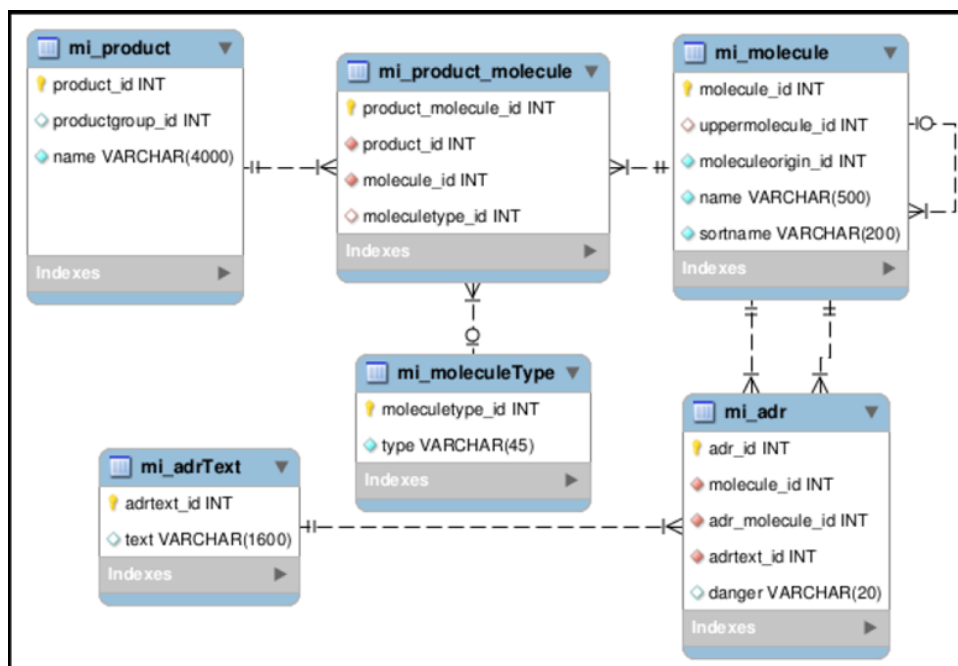 mi_product
product_id INT
productgroup_id INT
name VARCHAR(4000)
Indexes
mi_product_molecule
product_molecule_id INT
product_id INT
molecule_id INT
moleculetype_id INT
Indexes
mi_molecule
molecule_id INT
uppermolecule_id INT
moleculeorigin_id INT
name VARCHAR(500)
sortname VARCHAR(200)
Indexes
mi_moleculeType
moleculetype_id INT
type VARCHAR(45)
Indexes
mi_adrText
adrtext_id INT
text VARCHAR(1600)
Indexes
mi_adr
adr_id INT
molecule_id INT
adr_molecule_id INT
adrtext_id INT
danger VARCHAR(20)
Indexes